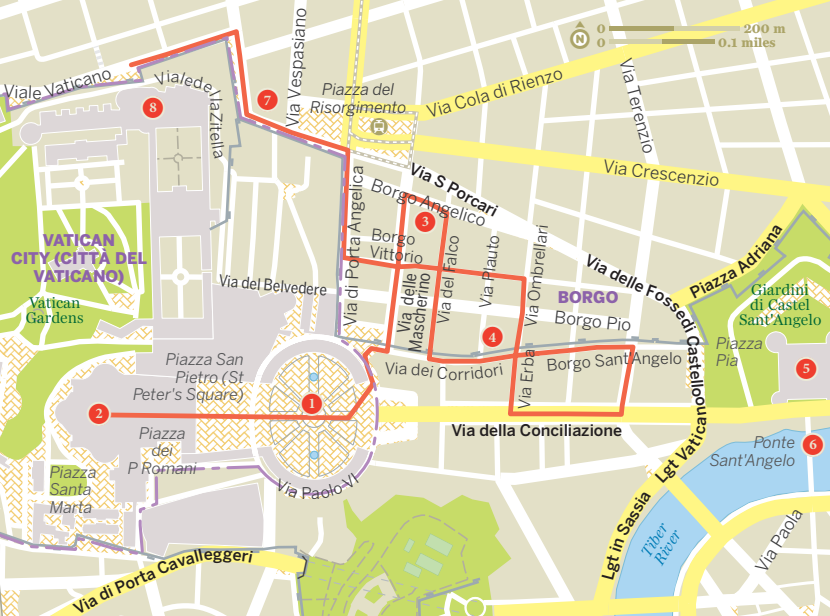 0 200 m
N
0 0.1 miles
Via Vespasiano
Viale Vaticano
Viale de
Via Zitella
8
7
Piazza del
Risorgimento
Via Cola di Rienzo
Via Terenzio
Via Crescenzio
Via S Porcari
Borgo Angelico
3
Via di Porta Angelica
Borgo
Vittorio
Via delle
Mascherino
Via del Falco
Via Plauto
Via Ombrellari
VATICAN
CITY (CITTÀ DEL
VATICANO)
Vatican
Gardens
Via del Belvedere
BORGO
Borgo Pio
Via delle Fosse di Castello
Piazza Adriana
Giardini
di Castel
Sant'Angelo
Piazza
Pia
5
4
Piazza San
Pietro (St
Peter's Square)
Via dei Corridori
Via Erba
Borgo Sant'Angelo
1
2
Via della Conciliazione
Piazza
dei
P Romani
Piazza
Santa
Marta
Via Paolo VI
Lgt Vaticano
Ponte
Sant'Angelo
6
Lgt in Sassia
Tiber
River
Via Paola
Via di Porta Cavalleggeri